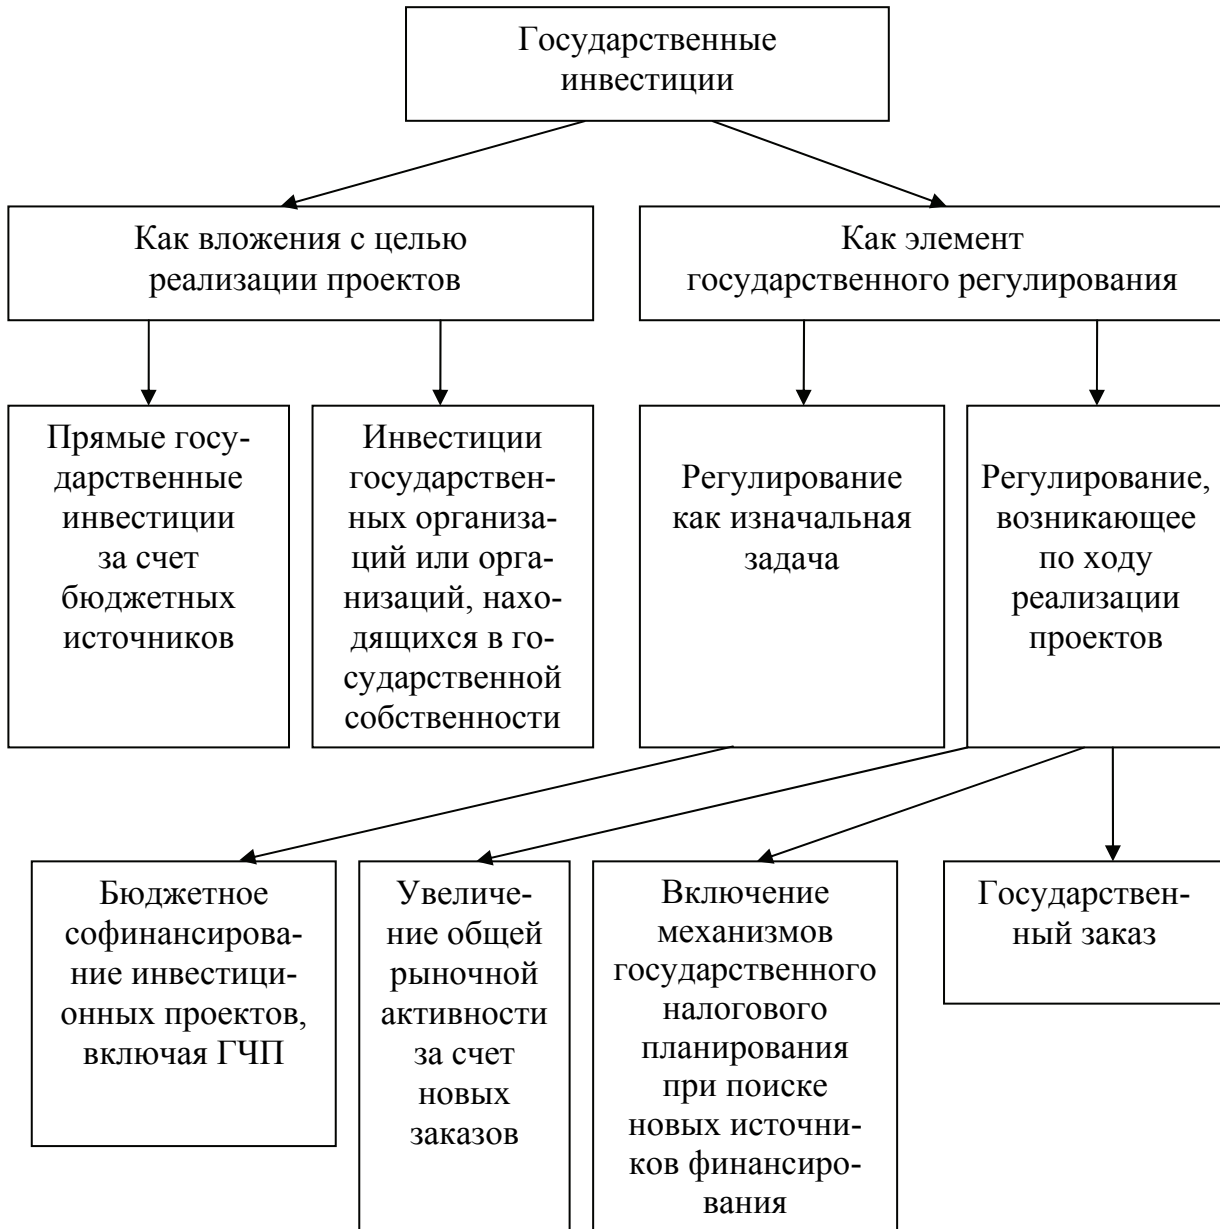 Государственные
инвестиции
Как вложения с целью
реализации проектов
Как элемент
государственного регулирования
Прямые госу-
дарственные
инвестиции
за счет
бюджетных
источников
Инвестиции
государствен-
ных организа-
ций или орга-
низаций, нахо-
дящихся в го-
сударственной
собственности
Регулирование
как изначальная
задача
Регулирование,
возникающее
по ходу
реализации
проектов
Бюджетное
софинансирова-
ние инвестици-
онных проектов,
включая ГЧП
Увеличе-
ние общей
рыночной
активности
за счет
новых
заказов
Включение
механизмов
государственного
налогового
планирования
при поиске
новых источни-
ков финансиро-
вания
Государствен-
ный заказ